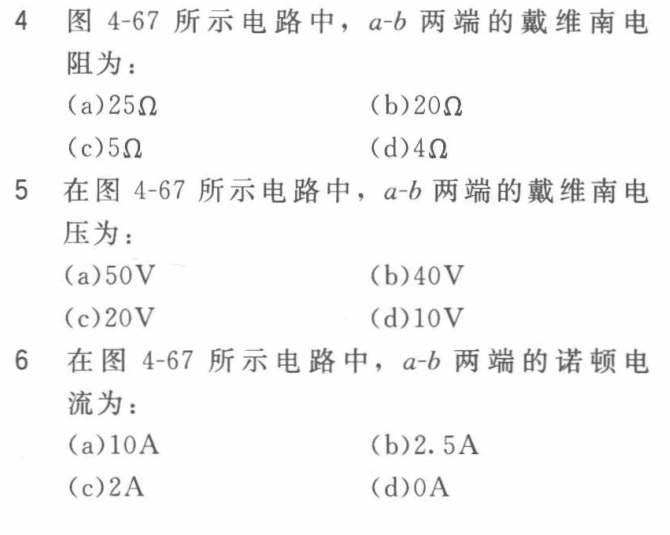 4 图 4-67 所示电路中，a-b 两端的戴维南电
阻为：
(a)25Ω (b)20Ω
(c)5Ω (d)4Ω
5 在图 4-67 所示电路中，a-b 两端的戴维南电
压为：
(a)50V (b)40V
(c)20V (d)10V
6 在图 4-67 所示电路中，a-b 两端的诺顿电
流为：
(a)10A (b)2.5A
(c)2A (d)0A